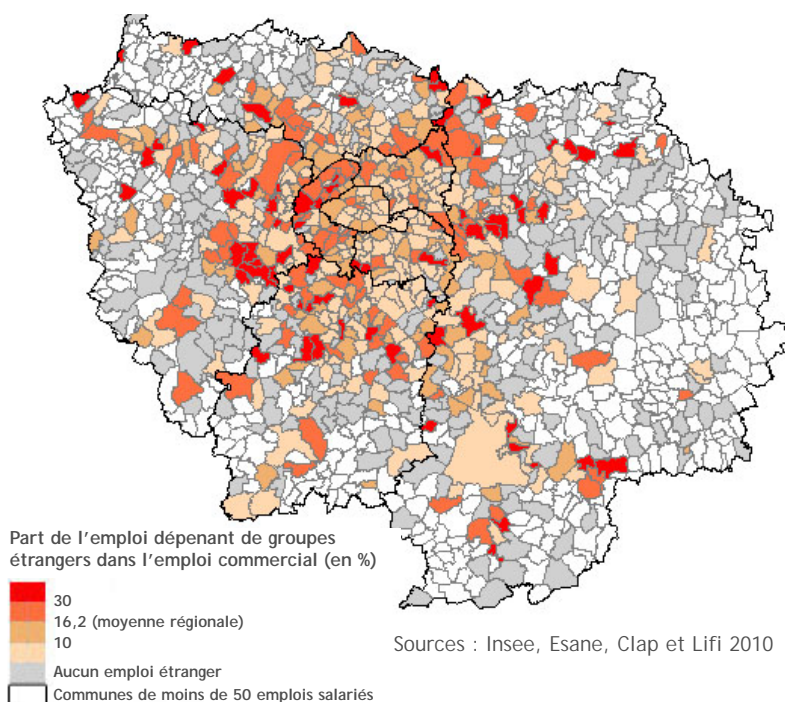 Part de l'emploi dépenant de groupes
étrangers dans l'emploi commercial (en %)
30
16,2 (moyenne régionale)
10
Aucun emploi étranger
Communes de moins de 50 emplois salariés
Sources : Insee, Esane, Clap et Lifi 2010